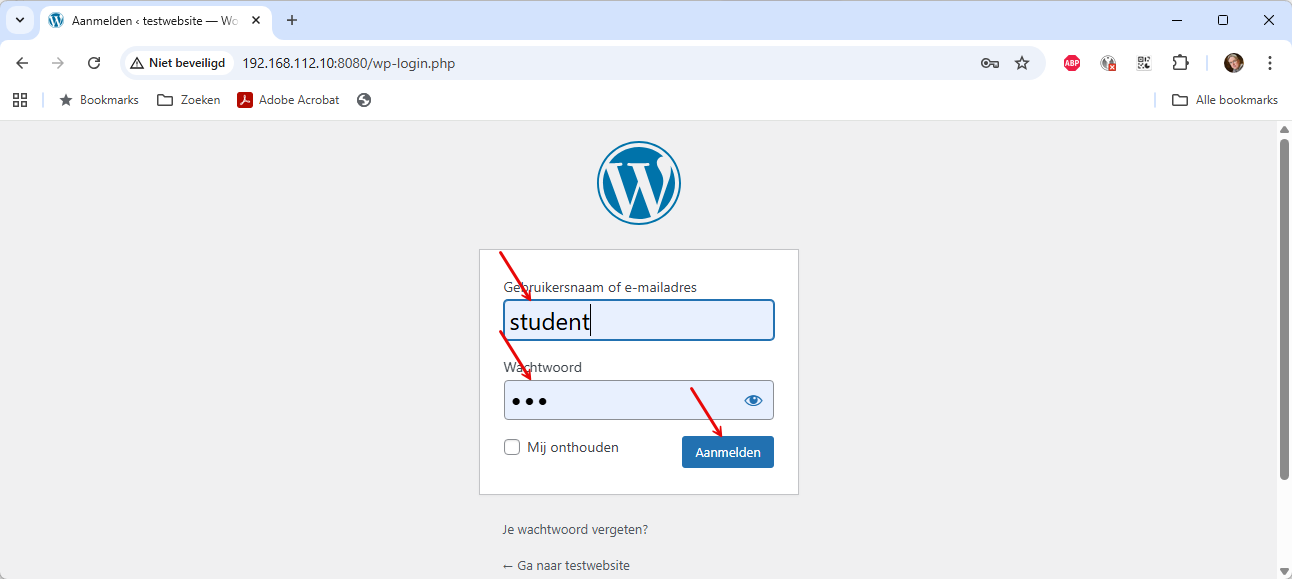 Aanmelden ‹ testwebsite — Wo
Niet beveiligd
192.168.112.10:8080/wp-login.php
ABP
Bookmarks
Zoeken
Adobe Acrobat
Alle bookmarks
Gebruikersnaam of e-mailadres
student
Wachtwoord
●●●
Mij onthouden
Aanmelden
Je wachtwoord vergeten?
← Ga naar testwebsite